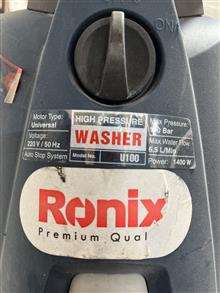 ON
Motor Type:
Universal
Voltage:
220 V / 50 Hz
Auto Stop System
HIGH PRESSURE
WASHER
Model No. U100
Max Pressure:
Bar
Max Water Flow
6.5 L/Min
Power: 1400 W
Ronix
Premium Qual